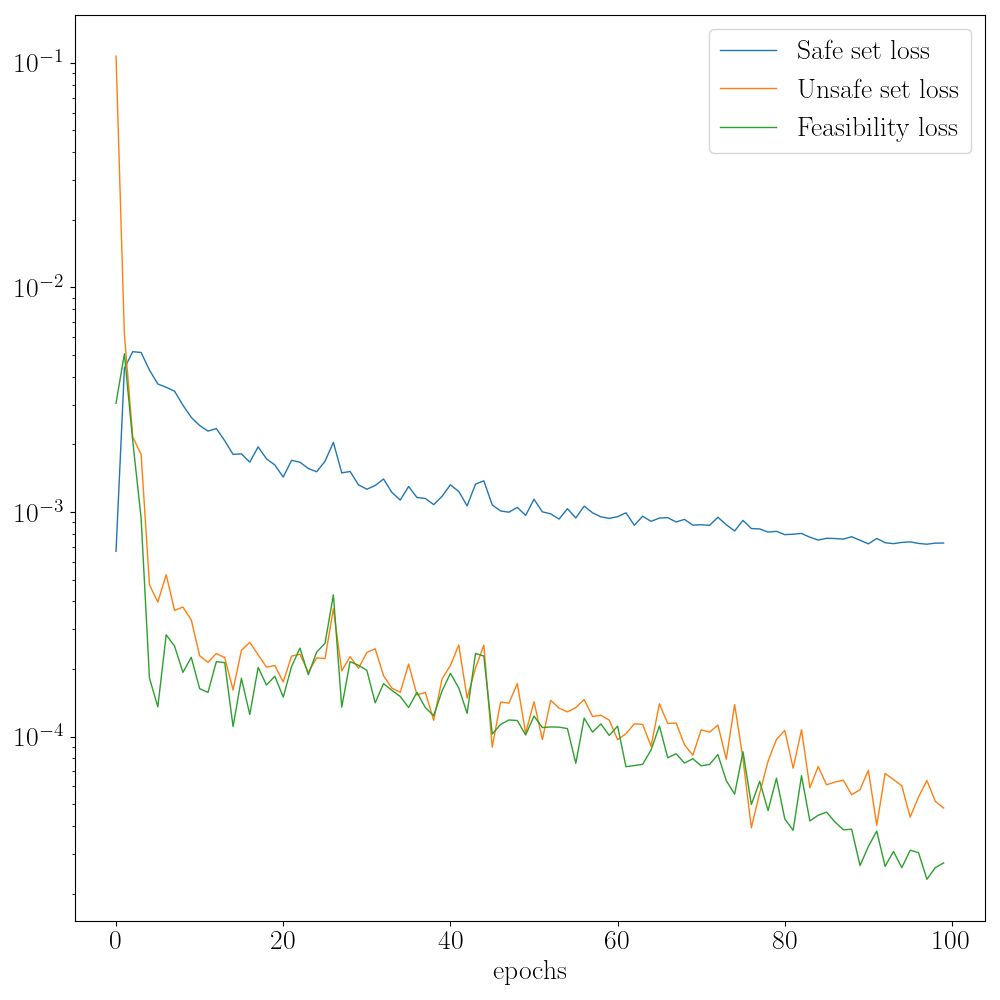 Safe set loss
Unsafe set loss
Feasibility loss
10⁻¹
10⁻²
10⁻³
10⁻⁴
0 20 40 60 80 100
epochs